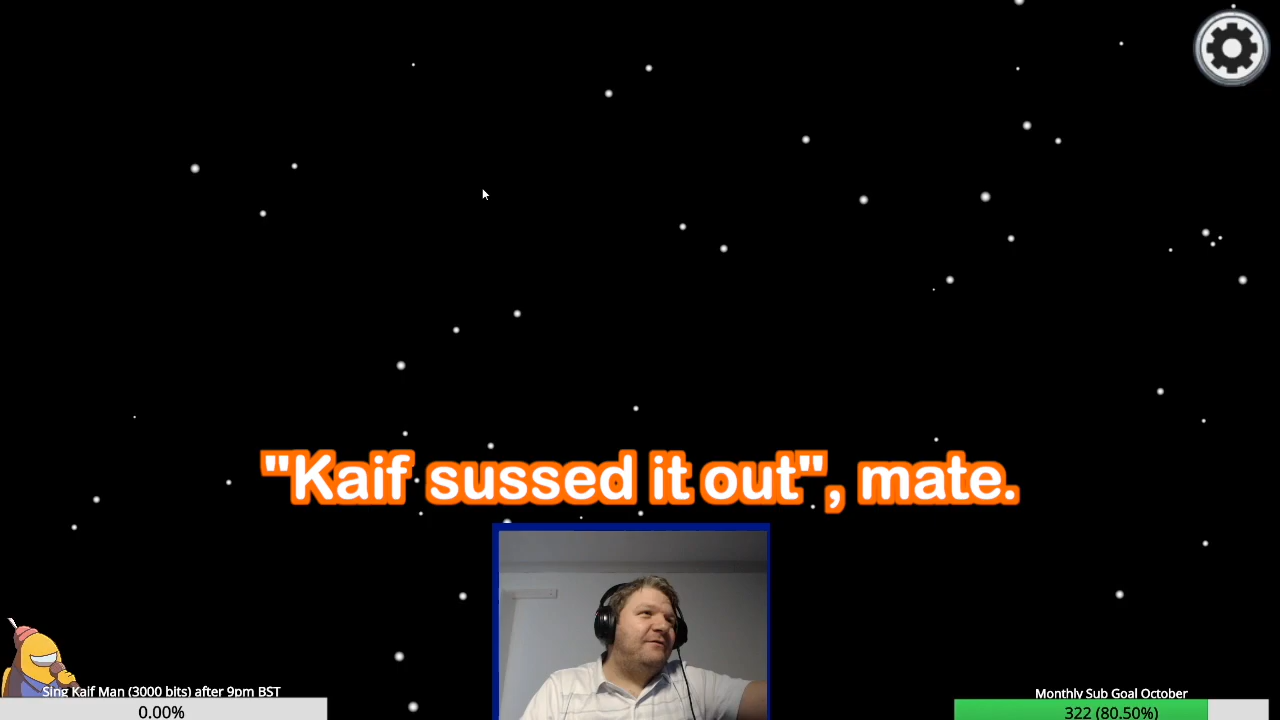 "Kaif sussed it out", mate.
Sing Kaif Man (3000 bits) after 9pm BST
0.00%
Monthly Sub Goal October
322 (80.50%)